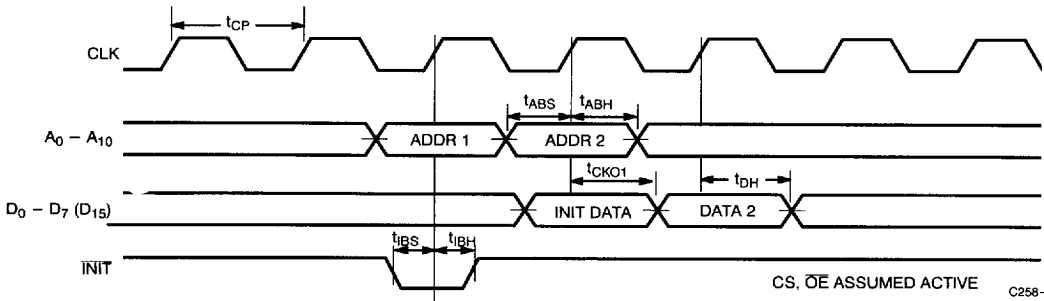 tCP
CLK
tABS tABH
A0 – A10 ADDR 1 ADDR 2
tCKO1 tDH
D0 – D7 (D15) INIT DATA DATA 2
tIBS tIBH
INIT
CS, OE ASSUMED ACTIVE
C258-